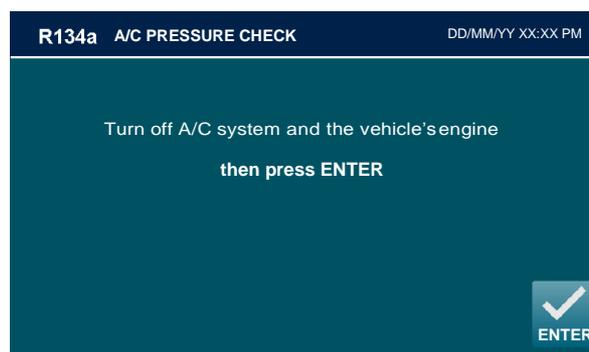 R134a A/C PRESSURE CHECK DD/MM/YY XX:XX PM
Turn off A/C system and the vehicle's engine
then press ENTER
ENTER